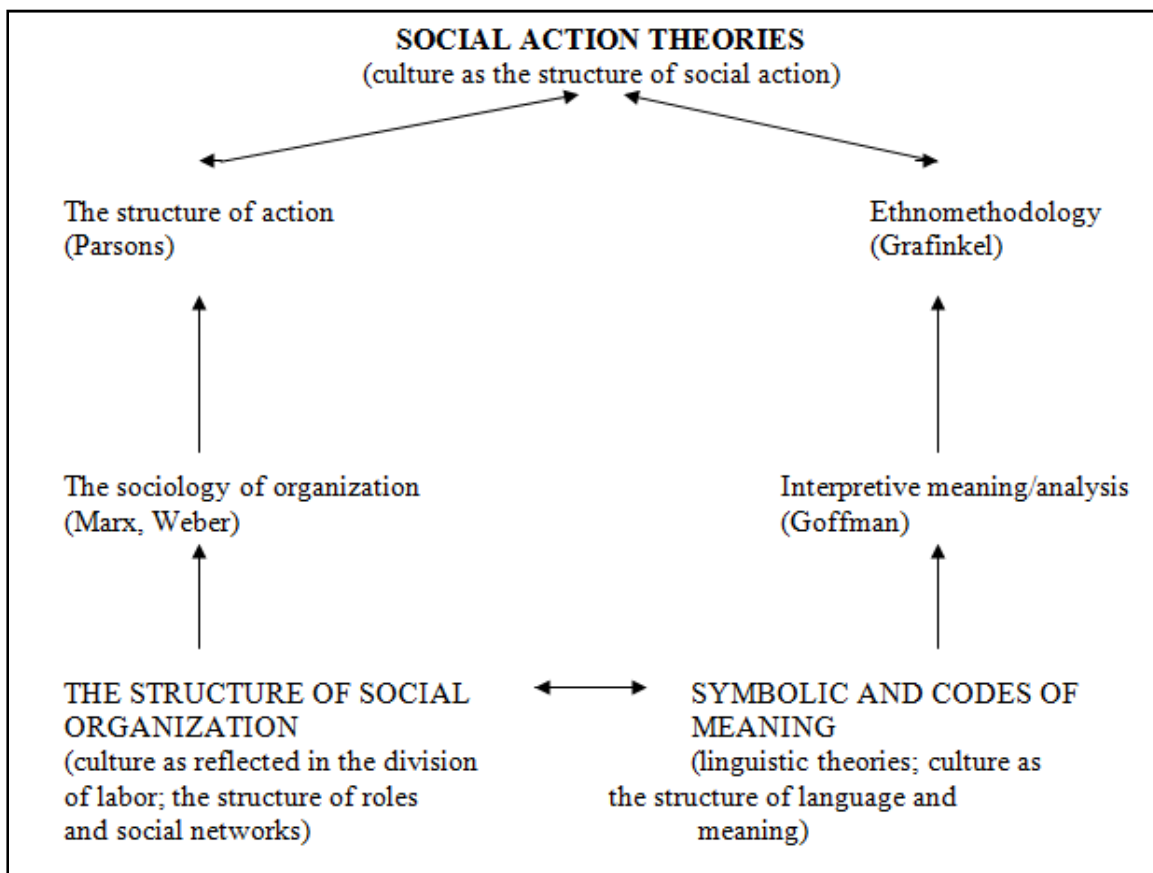 SOCIAL ACTION THEORIES
(culture as the structure of social action)
The structure of action
(Parsons)
Ethnomethodology
(Grafinkel)
The sociology of organization
(Marx, Weber)
Interpretive meaning/analysis
(Goffman)
THE STRUCTURE OF SOCIAL
ORGANIZATION
(culture as reflected in the division
of labor; the structure of roles
and social networks)
SYMBOLIC AND CODES OF
MEANING
(linguistic theories; culture as
the structure of language and
meaning)